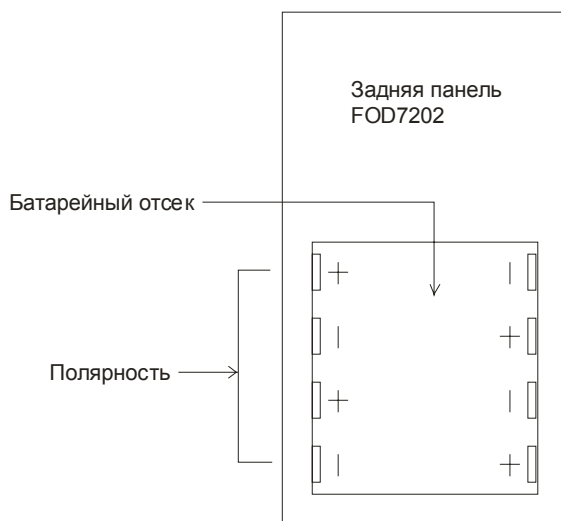 Задняя панель
FOD7202
Батарейный отсек
+ |
| +
Полярность
+ |
| +